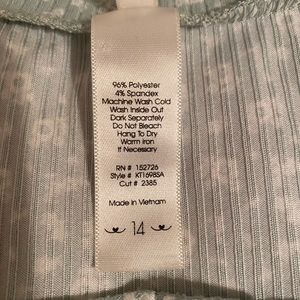 96% Polyester
4% Spandex
Machine Wash Cold
Wash Inside Out
Dark Separately
Do Not Bleach
Hang To Dry
Warm iron
If Necessary
RN # 152726
Style # KT1698SA
Cut # 2385
Made in Vietnam
14